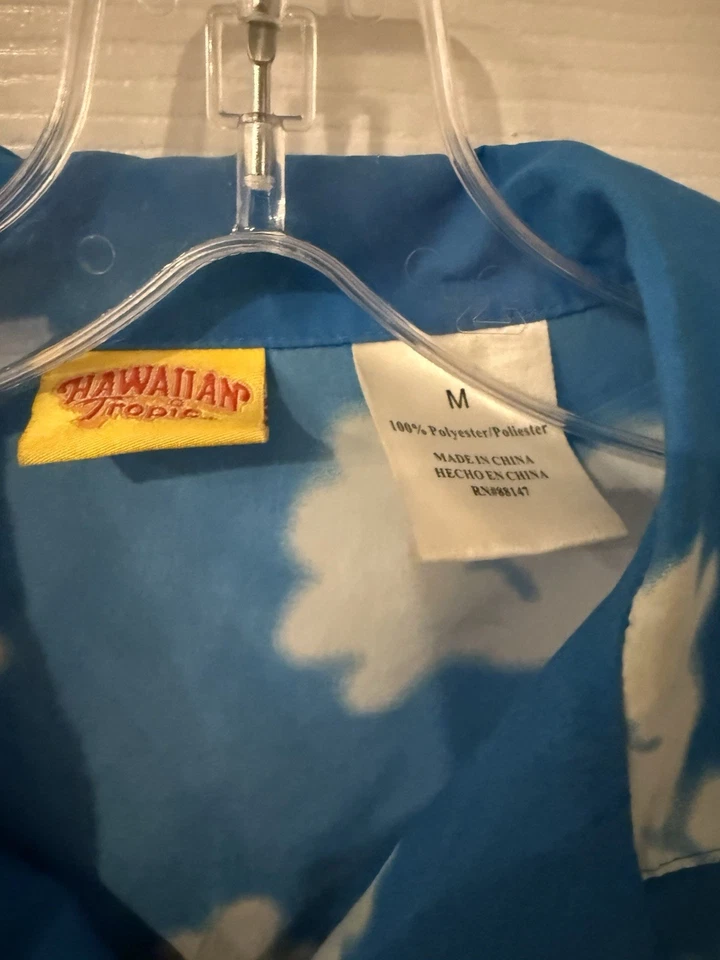 HAWAIIAN
Tropic
M
100% Polyester/Poliester
MADE IN CHINA
HECHO EN CHINA
RN#88147